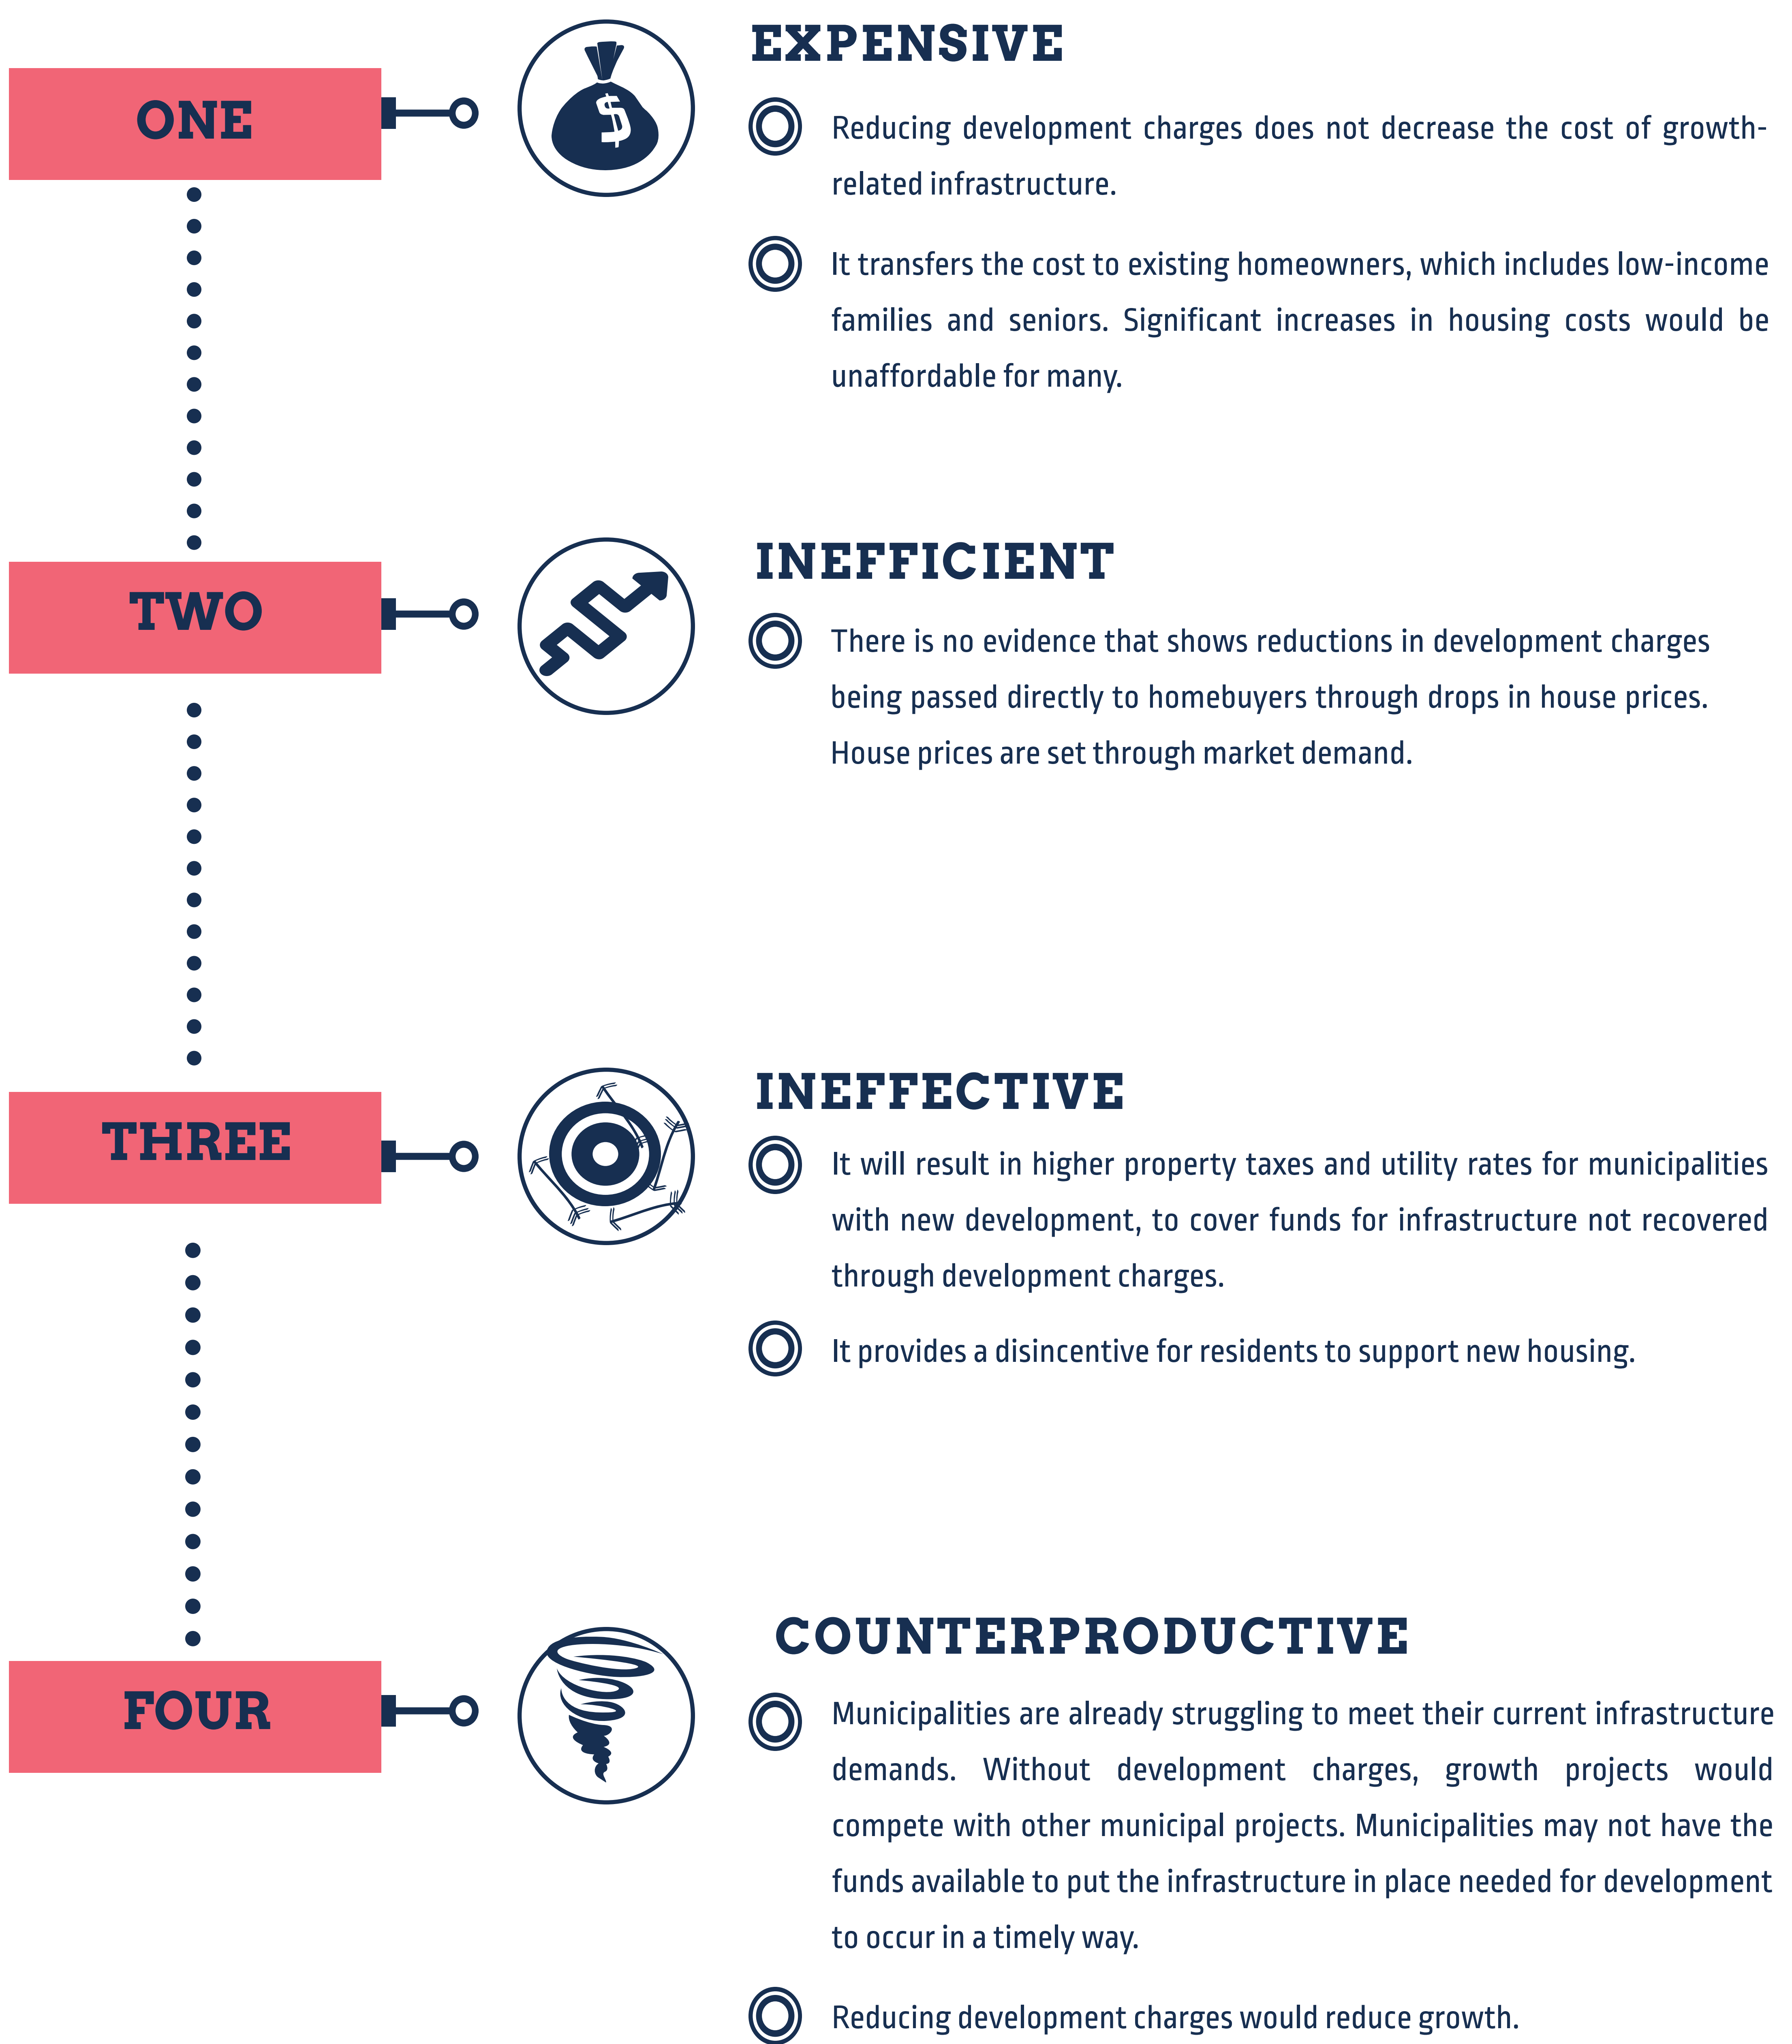 ONE
EXPENSIVE
Reducing development charges does not decrease the cost of growth-
related infrastructure.
It transfers the cost to existing homeowners, which includes low-income
families and seniors. Significant increases in housing costs would be
unaffordable for many.
TWO
INEFFICIENT
There is no evidence that shows reductions in development charges
being passed directly to homebuyers through drops in house prices.
House prices are set through market demand.
THREE
INEFFECTIVE
It will result in higher property taxes and utility rates for municipalities
with new development, to cover funds for infrastructure not recovered
through development charges.
It provides a disincentive for residents to support new housing.
FOUR
COUNTERPRODUCTIVE
Municipalities are already struggling to meet their current infrastructure
demands. Without development charges, growth projects would
compete with other municipal projects. Municipalities may not have the
funds available to put the infrastructure in place needed for development
to occur in a timely way.
Reducing development charges would reduce growth.
$